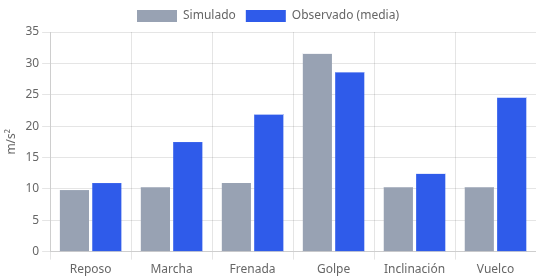 Simulado Observado (media)
35
30
25
20
15
10
5
0
m/s²
Reposo Marcha Frenada Golpe Inclinación Vuelco